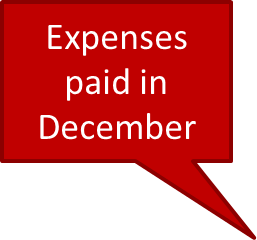 Expenses
paid in
December